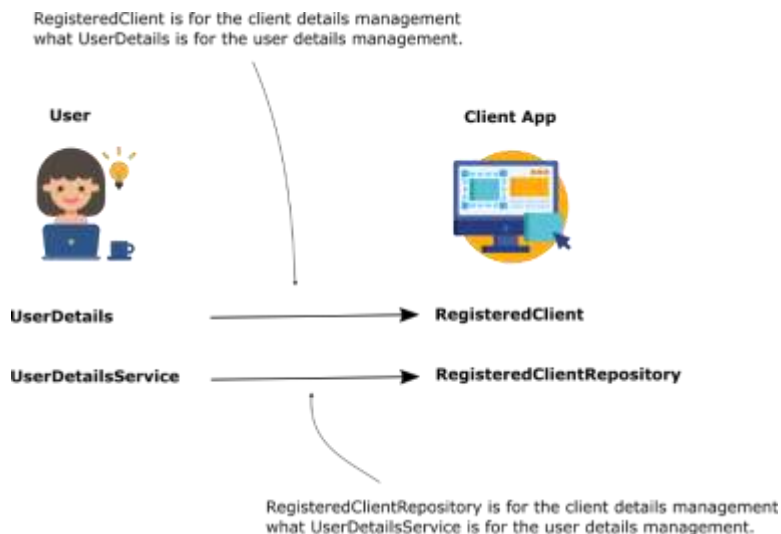 RegisteredClient is for the client details management
what UserDetails is for the user details management.
User
Client App
UserDetails
RegisteredClient
UserDetailsService
RegisteredClientRepository
RegisteredClientRepository is for the client details management
what UserDetailsService is for the user details management.